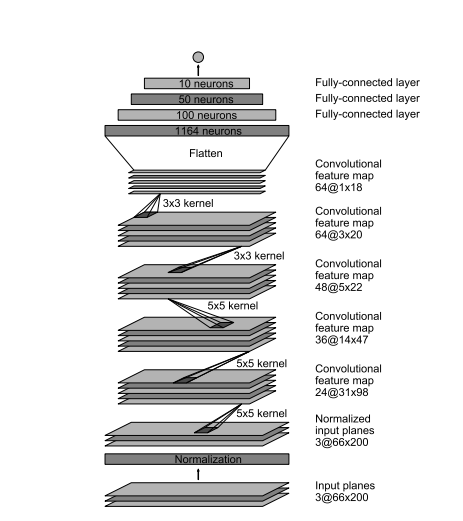 10 neurons
Fully-connected layer
50 neurons
Fully-connected layer
100 neurons
Fully-connected layer
1164 neurons
Flatten
Convolutional
feature map
64@1x18
3x3 kernel
Convolutional
feature map
64@3x20
3x3 kernel
Convolutional
feature map
48@5x22
5x5 kernel
Convolutional
feature map
36@14x47
5x5 kernel
Convolutional
feature map
24@31x98
5x5 kernel
Normalized
input planes
3@66x200
Normalization
Input planes
3@66x200